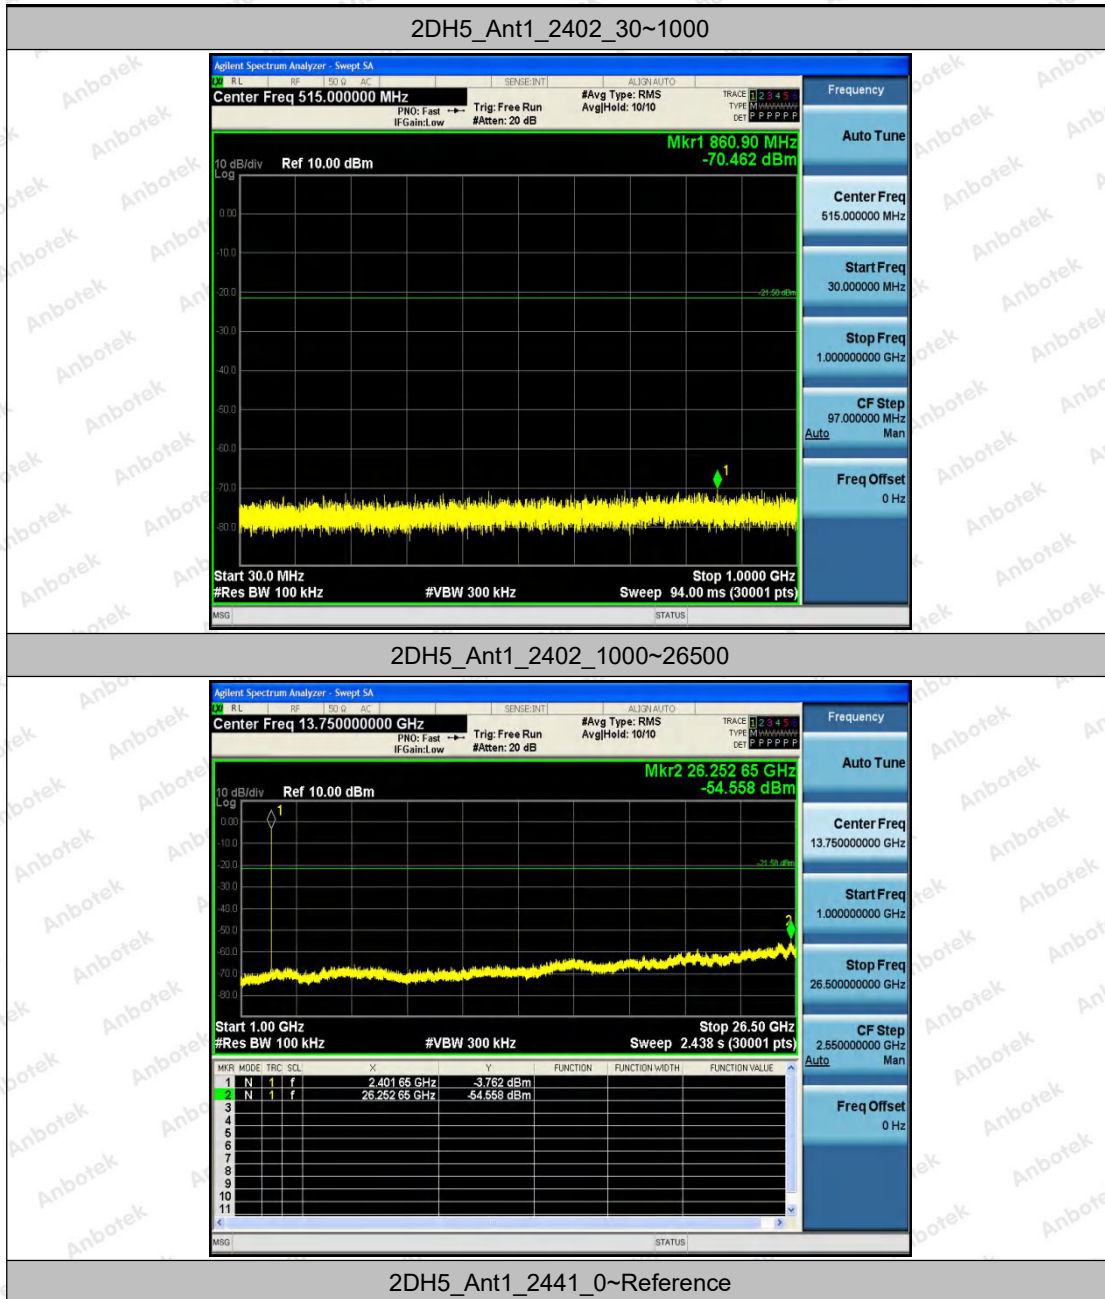 2DH5_Ant1_2402_30~1000
Agilent Spectrum Analyzer - Swept SA
RL RF 50 Ω AC SENSE:INT ALIGN AUTO
Center Freq 515.000000 MHz
PNO: Fast
IFGain:Low
Trig: Free Run
#Atten: 20 dB
#Avg Type: RMS
Avg|Hold: 10/10
TRACE 1 2 3 4 5 6
TYPE M
DET P P P P P P
Mkr1 860.90 MHz
-70.462 dBm
10 dB/div Ref 10.00 dBm
Log
0.00
-10.0
-20.0
-21.50 dBm
-30.0
-40.0
-50.0
-60.0
-70.0
-80.0
1
Start 30.0 MHz Stop 1.0000 GHz
#Res BW 100 kHz #VBW 300 kHz Sweep 94.00 ms (30001 pts)
MSG STATUS
Frequency
Auto Tune
Center Freq
515.000000 MHz
Start Freq
30.000000 MHz
Stop Freq
1.000000000 GHz
CF Step
97.000000 MHz
Auto Man
Freq Offset
0 Hz
2DH5_Ant1_2402_1000~26500
Agilent Spectrum Analyzer - Swept SA
RL RF 50 Ω AC SENSE:INT ALIGN AUTO
Center Freq 13.750000000 GHz
PNO: Fast
IFGain:Low
Trig: Free Run
#Atten: 20 dB
#Avg Type: RMS
Avg|Hold: 10/10
TRACE 1 2 3 4 5 6
TYPE M
DET P P P P P P
Mkr2 26.252 65 GHz
-54.558 dBm
10 dB/div Ref 10.00 dBm
Log
0.00
-10.0
-20.0
-21.50 dBm
-30.0
-40.0
-50.0
-60.0
-70.0
-80.0
1
2
Start 1.00 GHz Stop 26.50 GHz
#Res BW 100 kHz #VBW 300 kHz Sweep 2.438 s (30001 pts)
MKR MODE TRC SCL X Y FUNCTION FUNCTION WIDTH FUNCTION VALUE
1 N 1 f 2.401 65 GHz -3.762 dBm
2 N 1 f 26.252 65 GHz -54.558 dBm
3
4
5
6
7
8
9
10
11
MSG STATUS
Frequency
Auto Tune
Center Freq
13.750000000 GHz
Start Freq
1.000000000 GHz
Stop Freq
26.500000000 GHz
CF Step
2.550000000 GHz
Auto Man
Freq Offset
0 Hz
2DH5_Ant1_2441_0~Reference
Anbotek